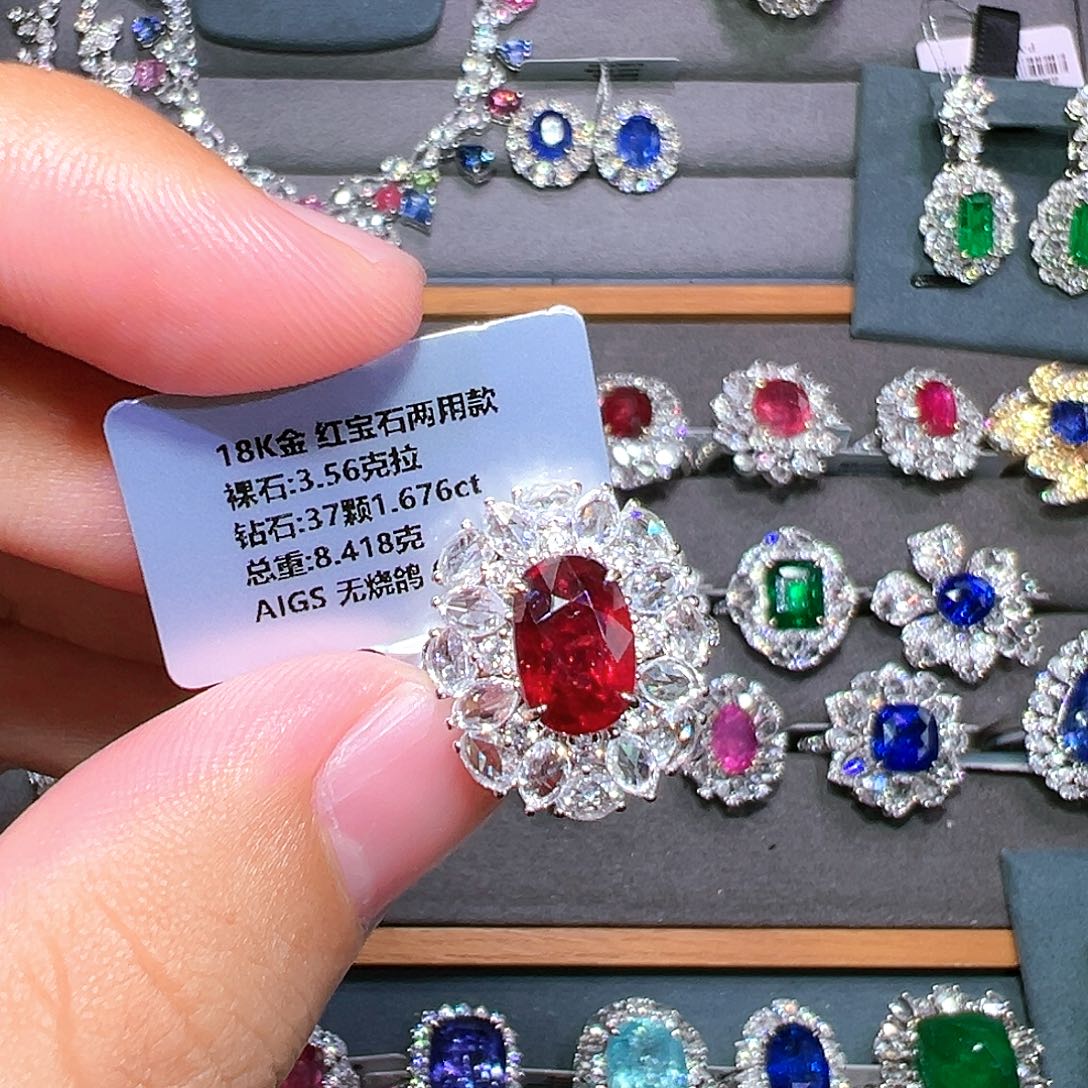 18K金 红宝石两用款
裸石:3.56克拉
钻石:37颗1.676ct
总重:8.418克
AIGS 无烧鸽